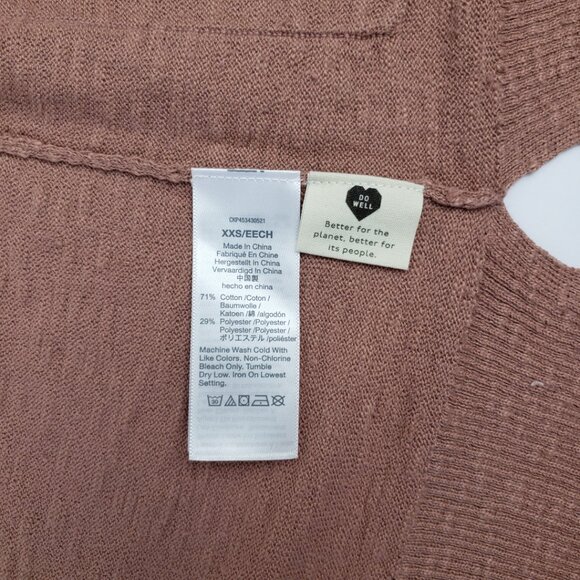 CKP453430521
XXS/EECH
Made In China
Fabriqué En Chine
Hergestellt In China
Vervaardigd In China
中国製
hecho en china
71% Cotton /Coton /
Baumwolle /
Katoen /綿 /algodón
29% Polyester /Polyester /
Polyester /Polyester /
ポリエステル /poliéster
Machine Wash Cold With
Like Colors. Non-Chlorine
Bleach Only. Tumble
Dry Low. Iron On Lowest
Setting.
30
DO
WELL
Better for the
planet, better for
its people.